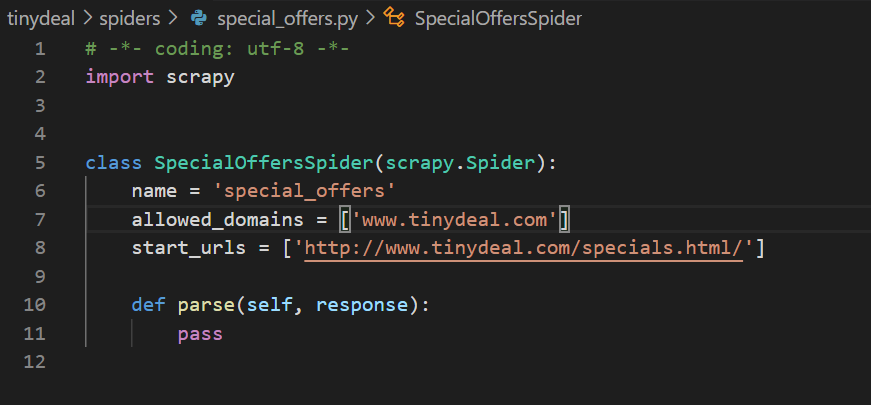 tinydeal > spiders > special_offers.py > SpecialOffersSpider
1 # -*- coding: utf-8 -*-
2 import scrapy
3
4
5 class SpecialOffersSpider(scrapy.Spider):
6     name = 'special_offers'
7     allowed_domains = ['www.tinydeal.com']
8     start_urls = ['http://www.tinydeal.com/specials.html/']
9
10     def parse(self, response):
11         pass
12